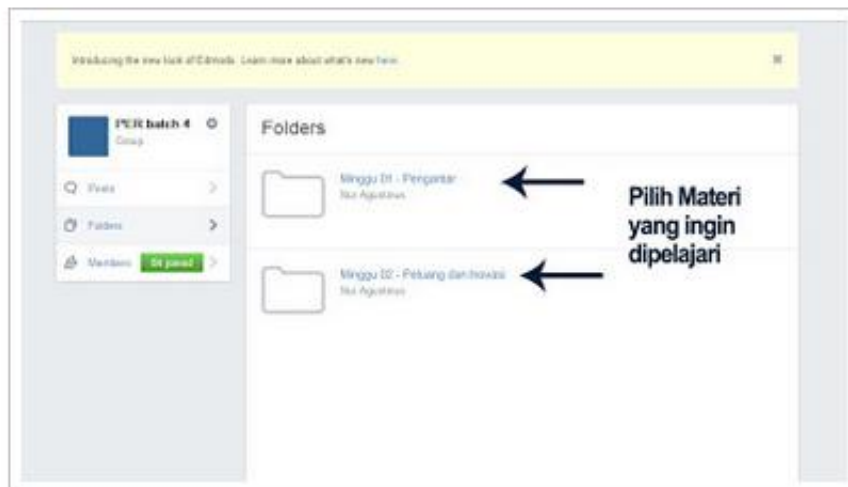 Introducing the new look of Edmodo. Learn more about what's new here.
PER batch 4
Group
Folders
Posts
Folders
Members
Minggu 01 - Pengantar
Nur Agustinus
Minggu 02 - Peluang dan Inovasi
Nur Agustinus
Pilih Materi
yang ingin
dipelajari